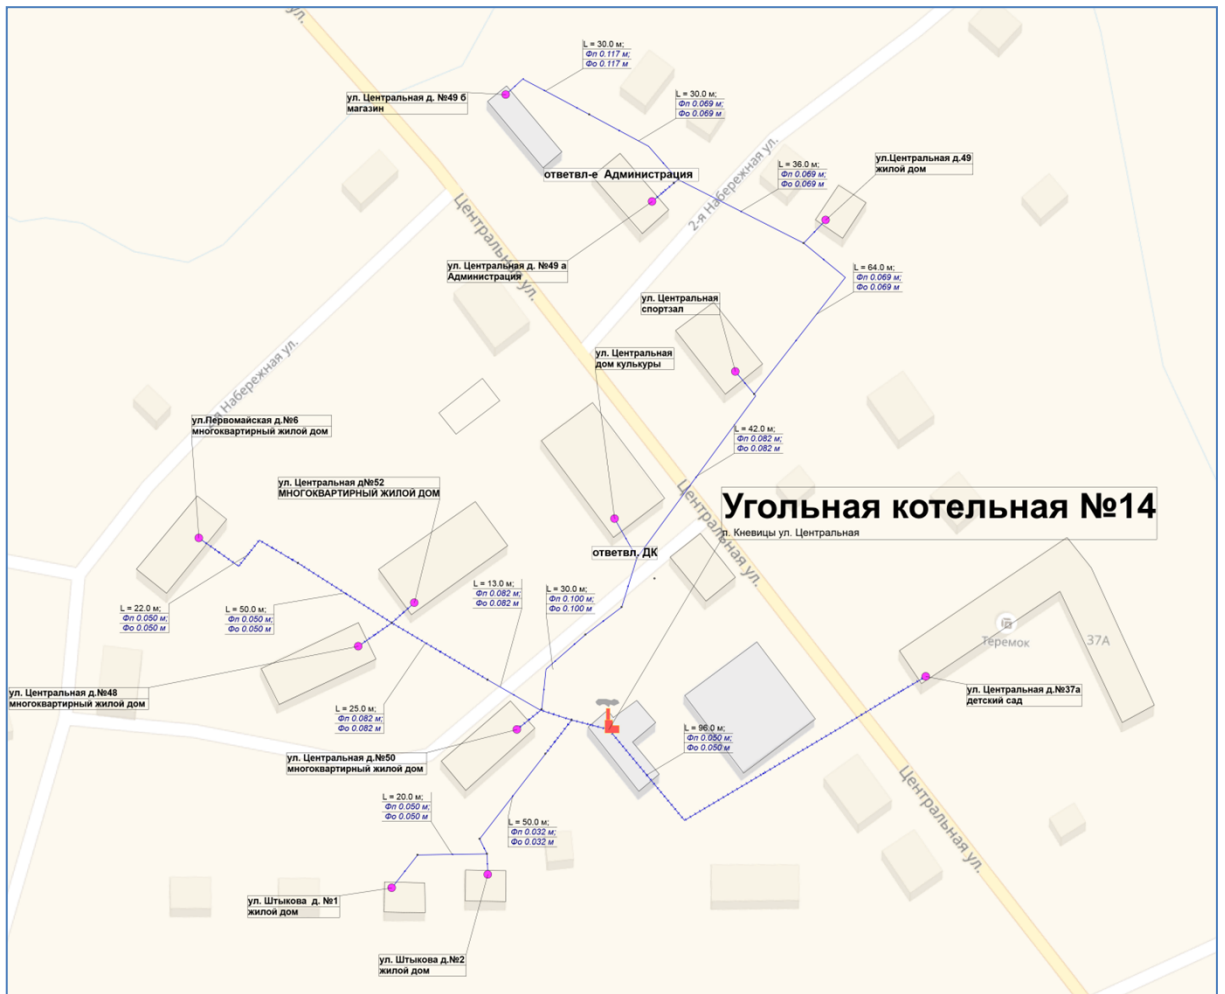 ул.
L = 30.0 м;
Фп 0.117 м;
Фо 0.117 м
ул. Центральная д. №49 б
магазин
L = 30.0 м;
Фп 0.069 м;
Фо 0.069 м
ответвл-е Администрация
2-я Набережная ул.
L = 36.0 м;
Фп 0.069 м;
Фо 0.069 м
ул.Центральная д.49
жилой дом
Центральная ул.
ул. Центральная д. №49 а
Администрация
L = 64.0 м;
Фп 0.069 м;
Фо 0.069 м
ул. Центральная
спортзал
ул. Центральная
дом кулькуры
я Набережная ул.
ул.Первомайская д.№6
многоквартирный жилой дом
L = 42.0 м;
Фп 0.082 м;
Фо 0.082 м
ул. Центральная д№52
МНОГОКВАРТИРНЫЙ ЖИЛОЙ ДОМ
Центральная ул.
Угольная котельная №14
п. Кневицы ул. Центральная
ответвл. ДК
L = 13.0 м;
Фп 0.082 м;
Фо 0.082 м
L = 30.0 м;
Фп 0.100 м;
Фо 0.100 м
L = 22.0 м;
Фп 0.050 м;
Фо 0.050 м
L = 50.0 м;
Фп 0.050 м;
Фо 0.050 м
Теремок
37А
ул. Центральная д.№48
многоквартирный жилой дом
ул. Центральная д.№37а
детский сад
L = 25.0 м;
Фп 0.082 м;
Фо 0.082 м
L = 96.0 м;
Фп 0.050 м;
Фо 0.050 м
ул. Центральная д.№50
многоквартирный жилой дом
Центральная ул.
L = 20.0 м;
Фп 0.050 м;
Фо 0.050 м
L = 50.0 м;
Фп 0.032 м;
Фо 0.032 м
ул. Штыкова д. №1
жилой дом
ул. Штыкова д.№2
жилой дом